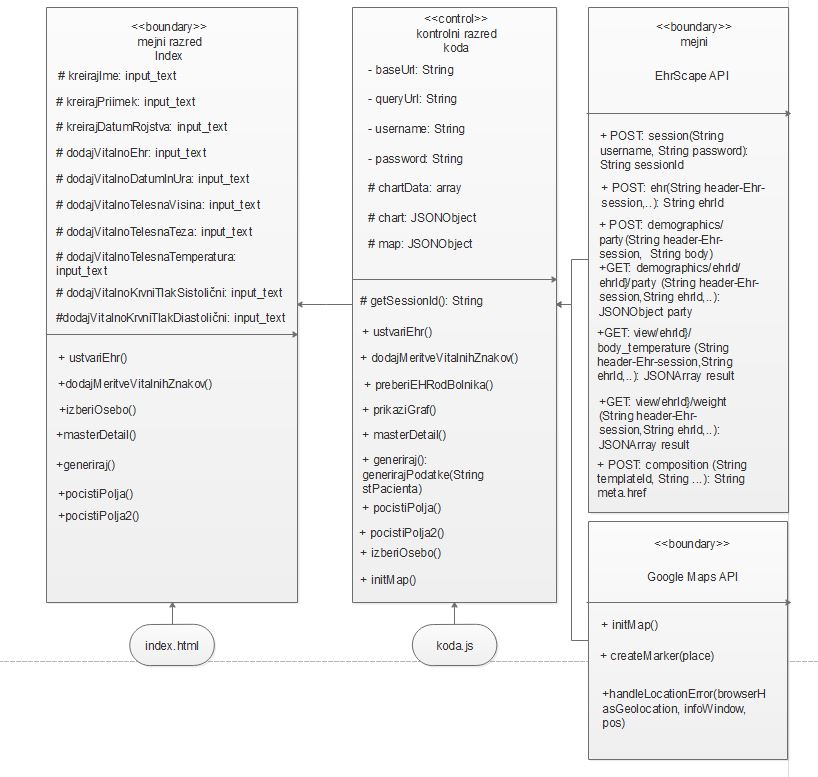 <<boundary>>
mejni razred
Index
# kreirajIme: input_text
# kreirajPriimek: input_text
# kreirajDatumRojstva: input_text
# dodajVitalnoEhr: input_text
# dodajVitalnoDatumInUra: input_text
# dodajVitalnoTelesnaVisina: input_text
# dodajVitalnoTelesnaTeza: input_text
# dodajVitalnoTelesnaTemperatura:
input_text
# dodajVitalnoKrvniTlakSistolični: input_text
#dodajVitalnoKrvniTlakDiastolični: input_text
+ ustvariEhr()
+dodajMeritveVitalnihZnakov()
+izberiOsebo()
+masterDetail()
+generiraj()
+pocistiPolja()
+pocistiPolja2()
index.html
<<control>>
kontrolni razred
koda
- baseUrl: String
- queryUrl: String
- username: String
- password: String
# chartData: array
# chart: JSONObject
# map: JSONObject
# getSessionId(): String
+ ustvariEhr()
+ dodajMeritveVitalnihZnakov()
+ preberiEHRodBolnika()
+ prikaziGraf()
+ masterDetail()
+ generiraj():
generirajPodatke(String
stPacienta)
+ pocistiPolja()
+ pocistiPolja2()
+ izberiOsebo()
+ initMap()
koda.js
<<boundary>>
mejni
EhrScape API
+ POST: session(String
username, String password):
String sessionId
+ POST: ehr(String header-Ehr-
session,..): String ehrId
+ POST: demographics/
party(String header-Ehr-
session, String body)
+GET: demographics/ehrId/
ehrId}/party (String header-Ehr-
session,String ehrId,..):
JSONObject party
+GET: view/ehrId}/
body_temperature (String
header-Ehr-session,String
ehrId,..): JSONArray result
+GET: view/ehrId}/weight
(String header-Ehr-
session,String ehrId,..):
JSONArray result
+ POST: composition (String
templateId, String ...): String
meta.href
<<boundary>>
Google Maps API
+ initMap()
+ createMarker(place)
+handleLocationError(browserH
asGeolocation, infoWindow,
pos)